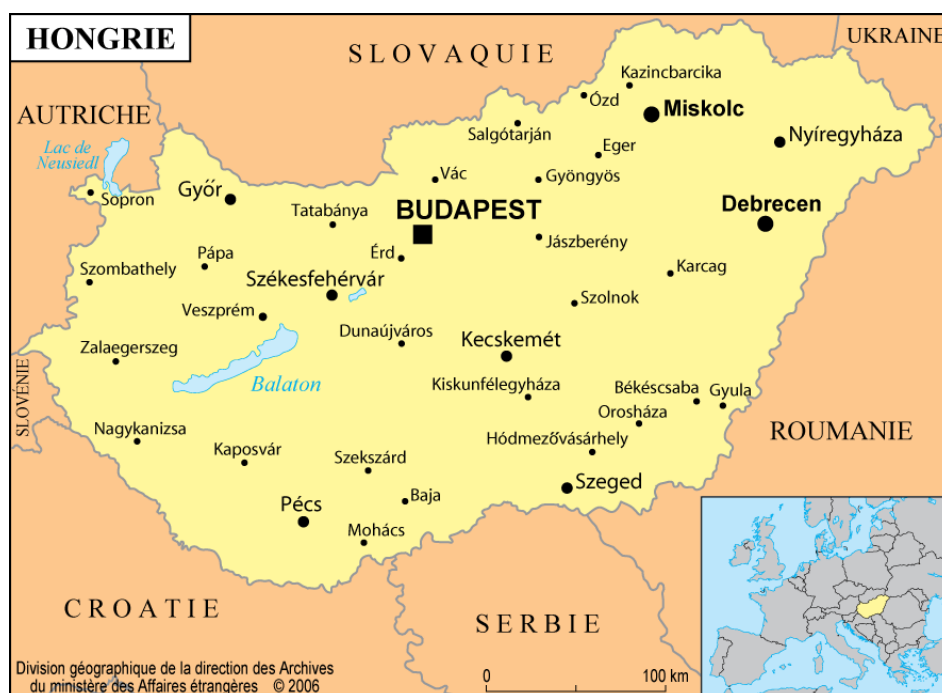 HONGRIE
SLOVAQUIE
UKRAINE
AUTRICHE
Lac de
Neusiedl
Kazincbarcika
Ózd
Miskolc
Salgótarján
Nyíregyháza
Eger
Vác
Gyöngyös
Sopron
Győr
Tatabánya
BUDAPEST
Debrecen
Jászberény
Érd
Pápa
Karcag
Szombathely
Székesfehérvár
Szolnok
Veszprém
Dunaújváros
Kecskemét
Zalaegerszeg
Balaton
Kiskunfélegyháza
Békéscsaba
Gyula
Orosháza
SLOVÉNIE
ROUMANIE
Nagykanizsa
Hódmezővásárhely
Kaposvár
Szekszárd
Szeged
Pécs
Baja
Mohács
CROATIE
SERBIE
Division géographique de la direction des Archives
du ministère des Affaires étrangères © 2006
0 100 km